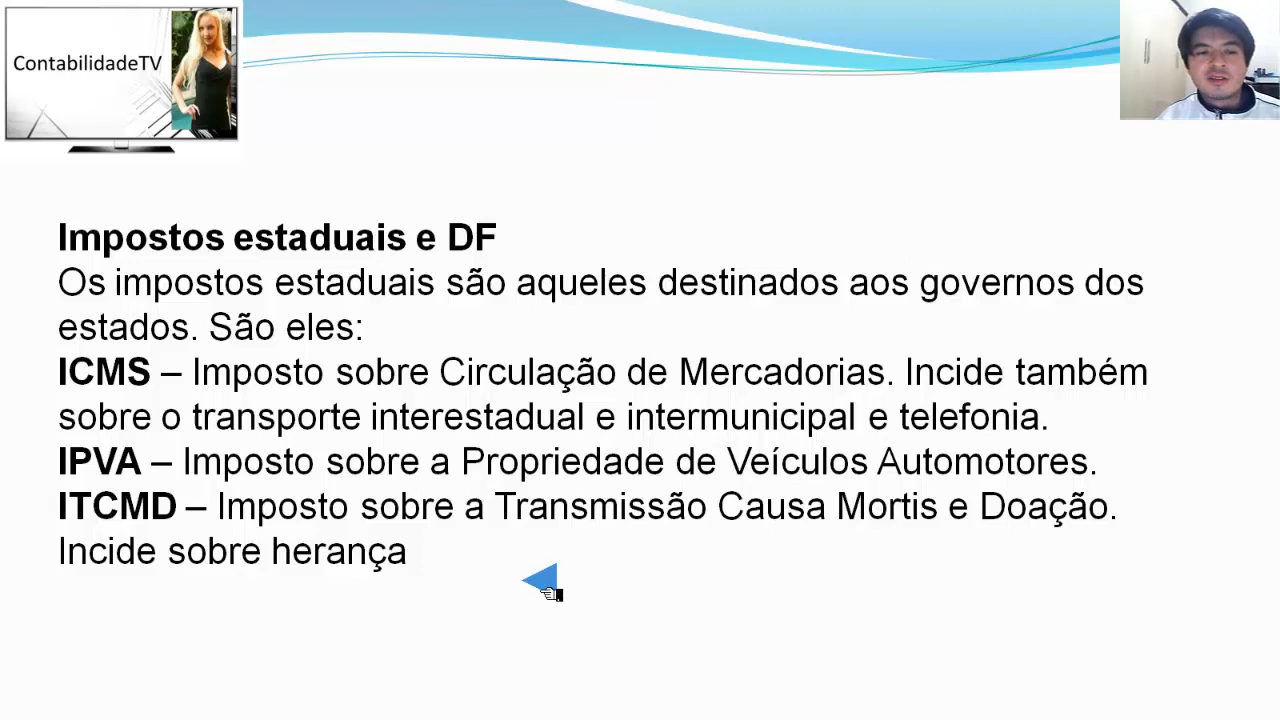 ContabilidadeTV
Impostos estaduais e DF
Os impostos estaduais são aqueles destinados aos governos dos
estados. São eles:
ICMS – Imposto sobre Circulação de Mercadorias. Incide também
sobre o transporte interestadual e intermunicipal e telefonia.
IPVA – Imposto sobre a Propriedade de Veículos Automotores.
ITCMD – Imposto sobre a Transmissão Causa Mortis e Doação.
Incide sobre herança